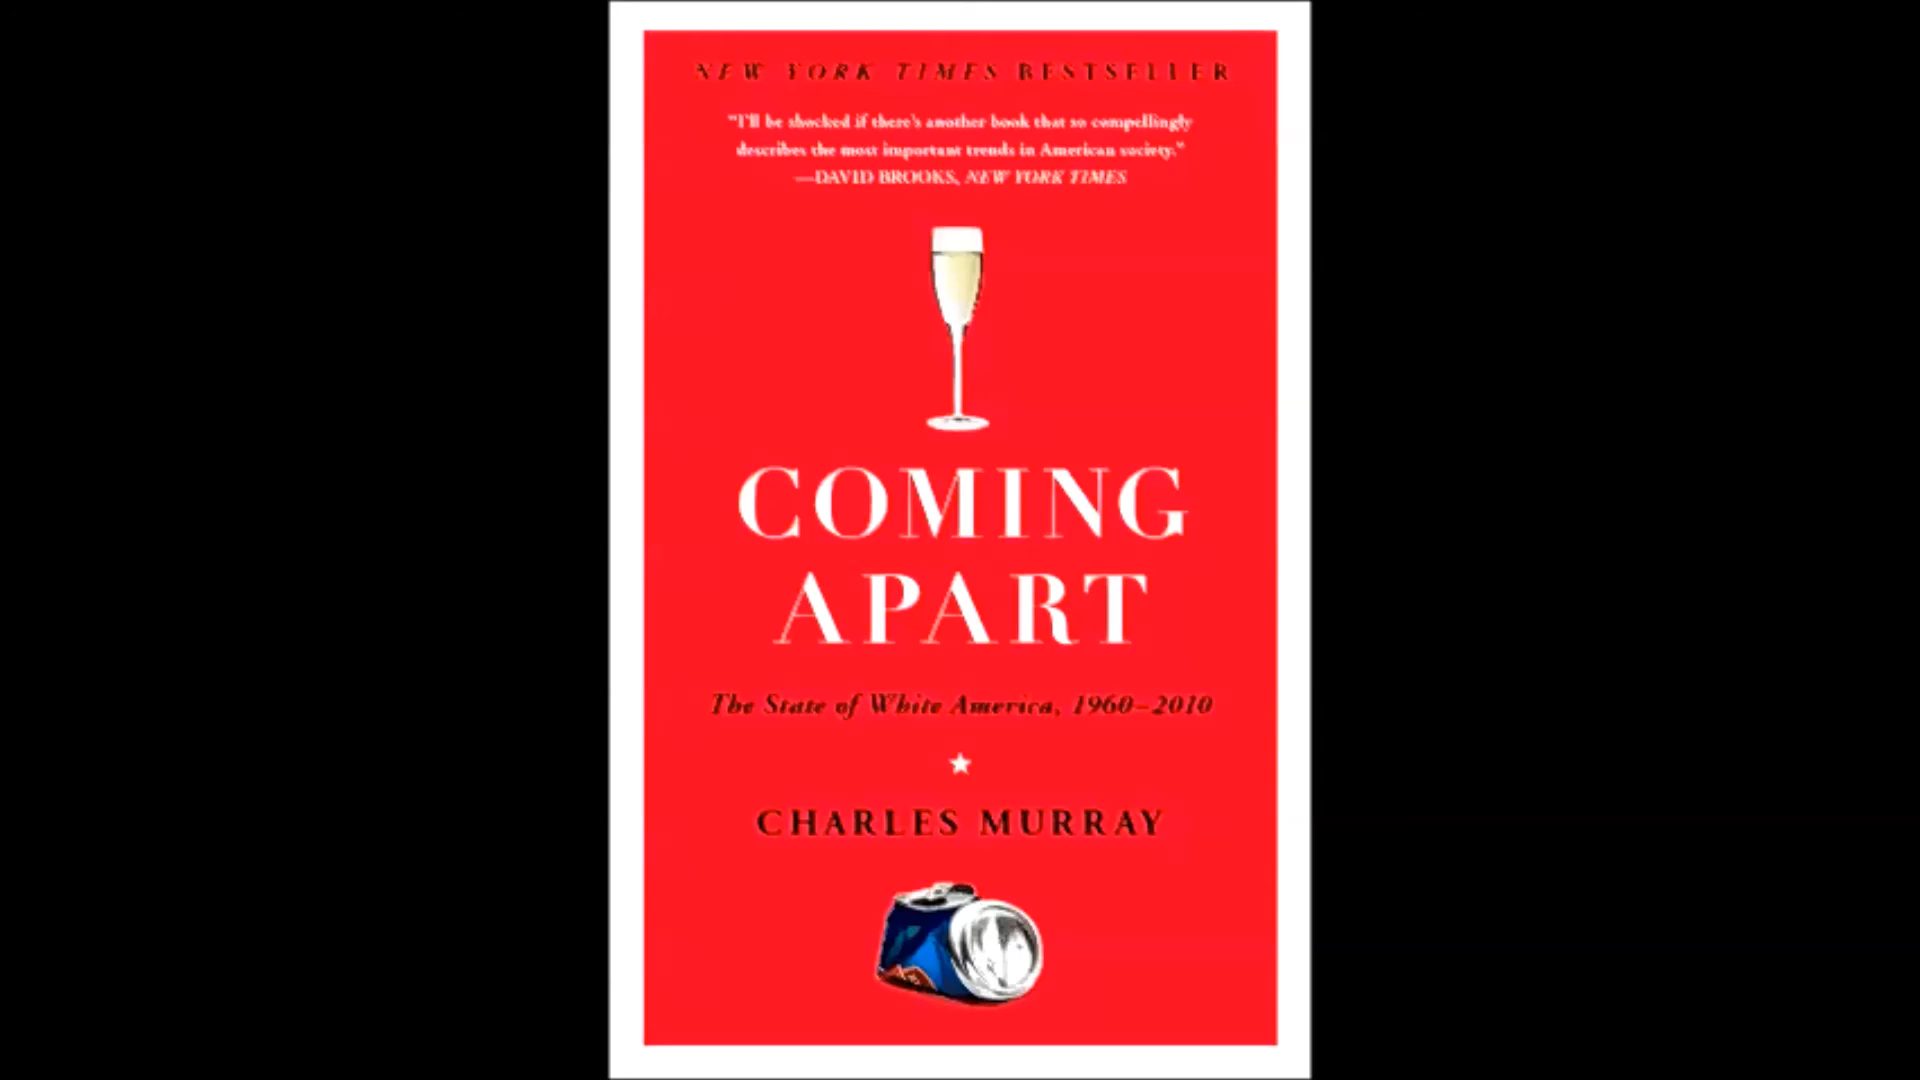 NEW YORK TIMES BESTSELLER
"I'll be shocked if there's another book that so compellingly
describes the most important trends in American society."
—DAVID BROOKS, NEW YORK TIMES
COMING
APART
The State of White America, 1960–2010
CHARLES MURRAY